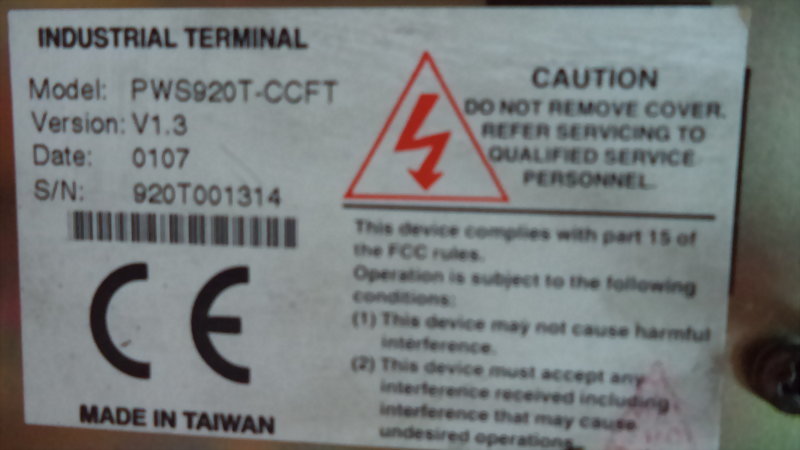 INDUSTRIAL TERMINAL
Model: PWS920T-CCFT
Version: V1.3
Date: 0107
S/N: 920T001314
CE
MADE IN TAIWAN
CAUTION
DO NOT REMOVE COVER.
REFER SERVICING TO
QUALIFIED SERVICE
PERSONNEL.
This device complies with part 15 of
the FCC rules.
Operation is subject to the following
conditions:
(1) This device may not cause harmful
interference.
(2) This device must accept any
interference received including
interference that may cause
undesired operations.